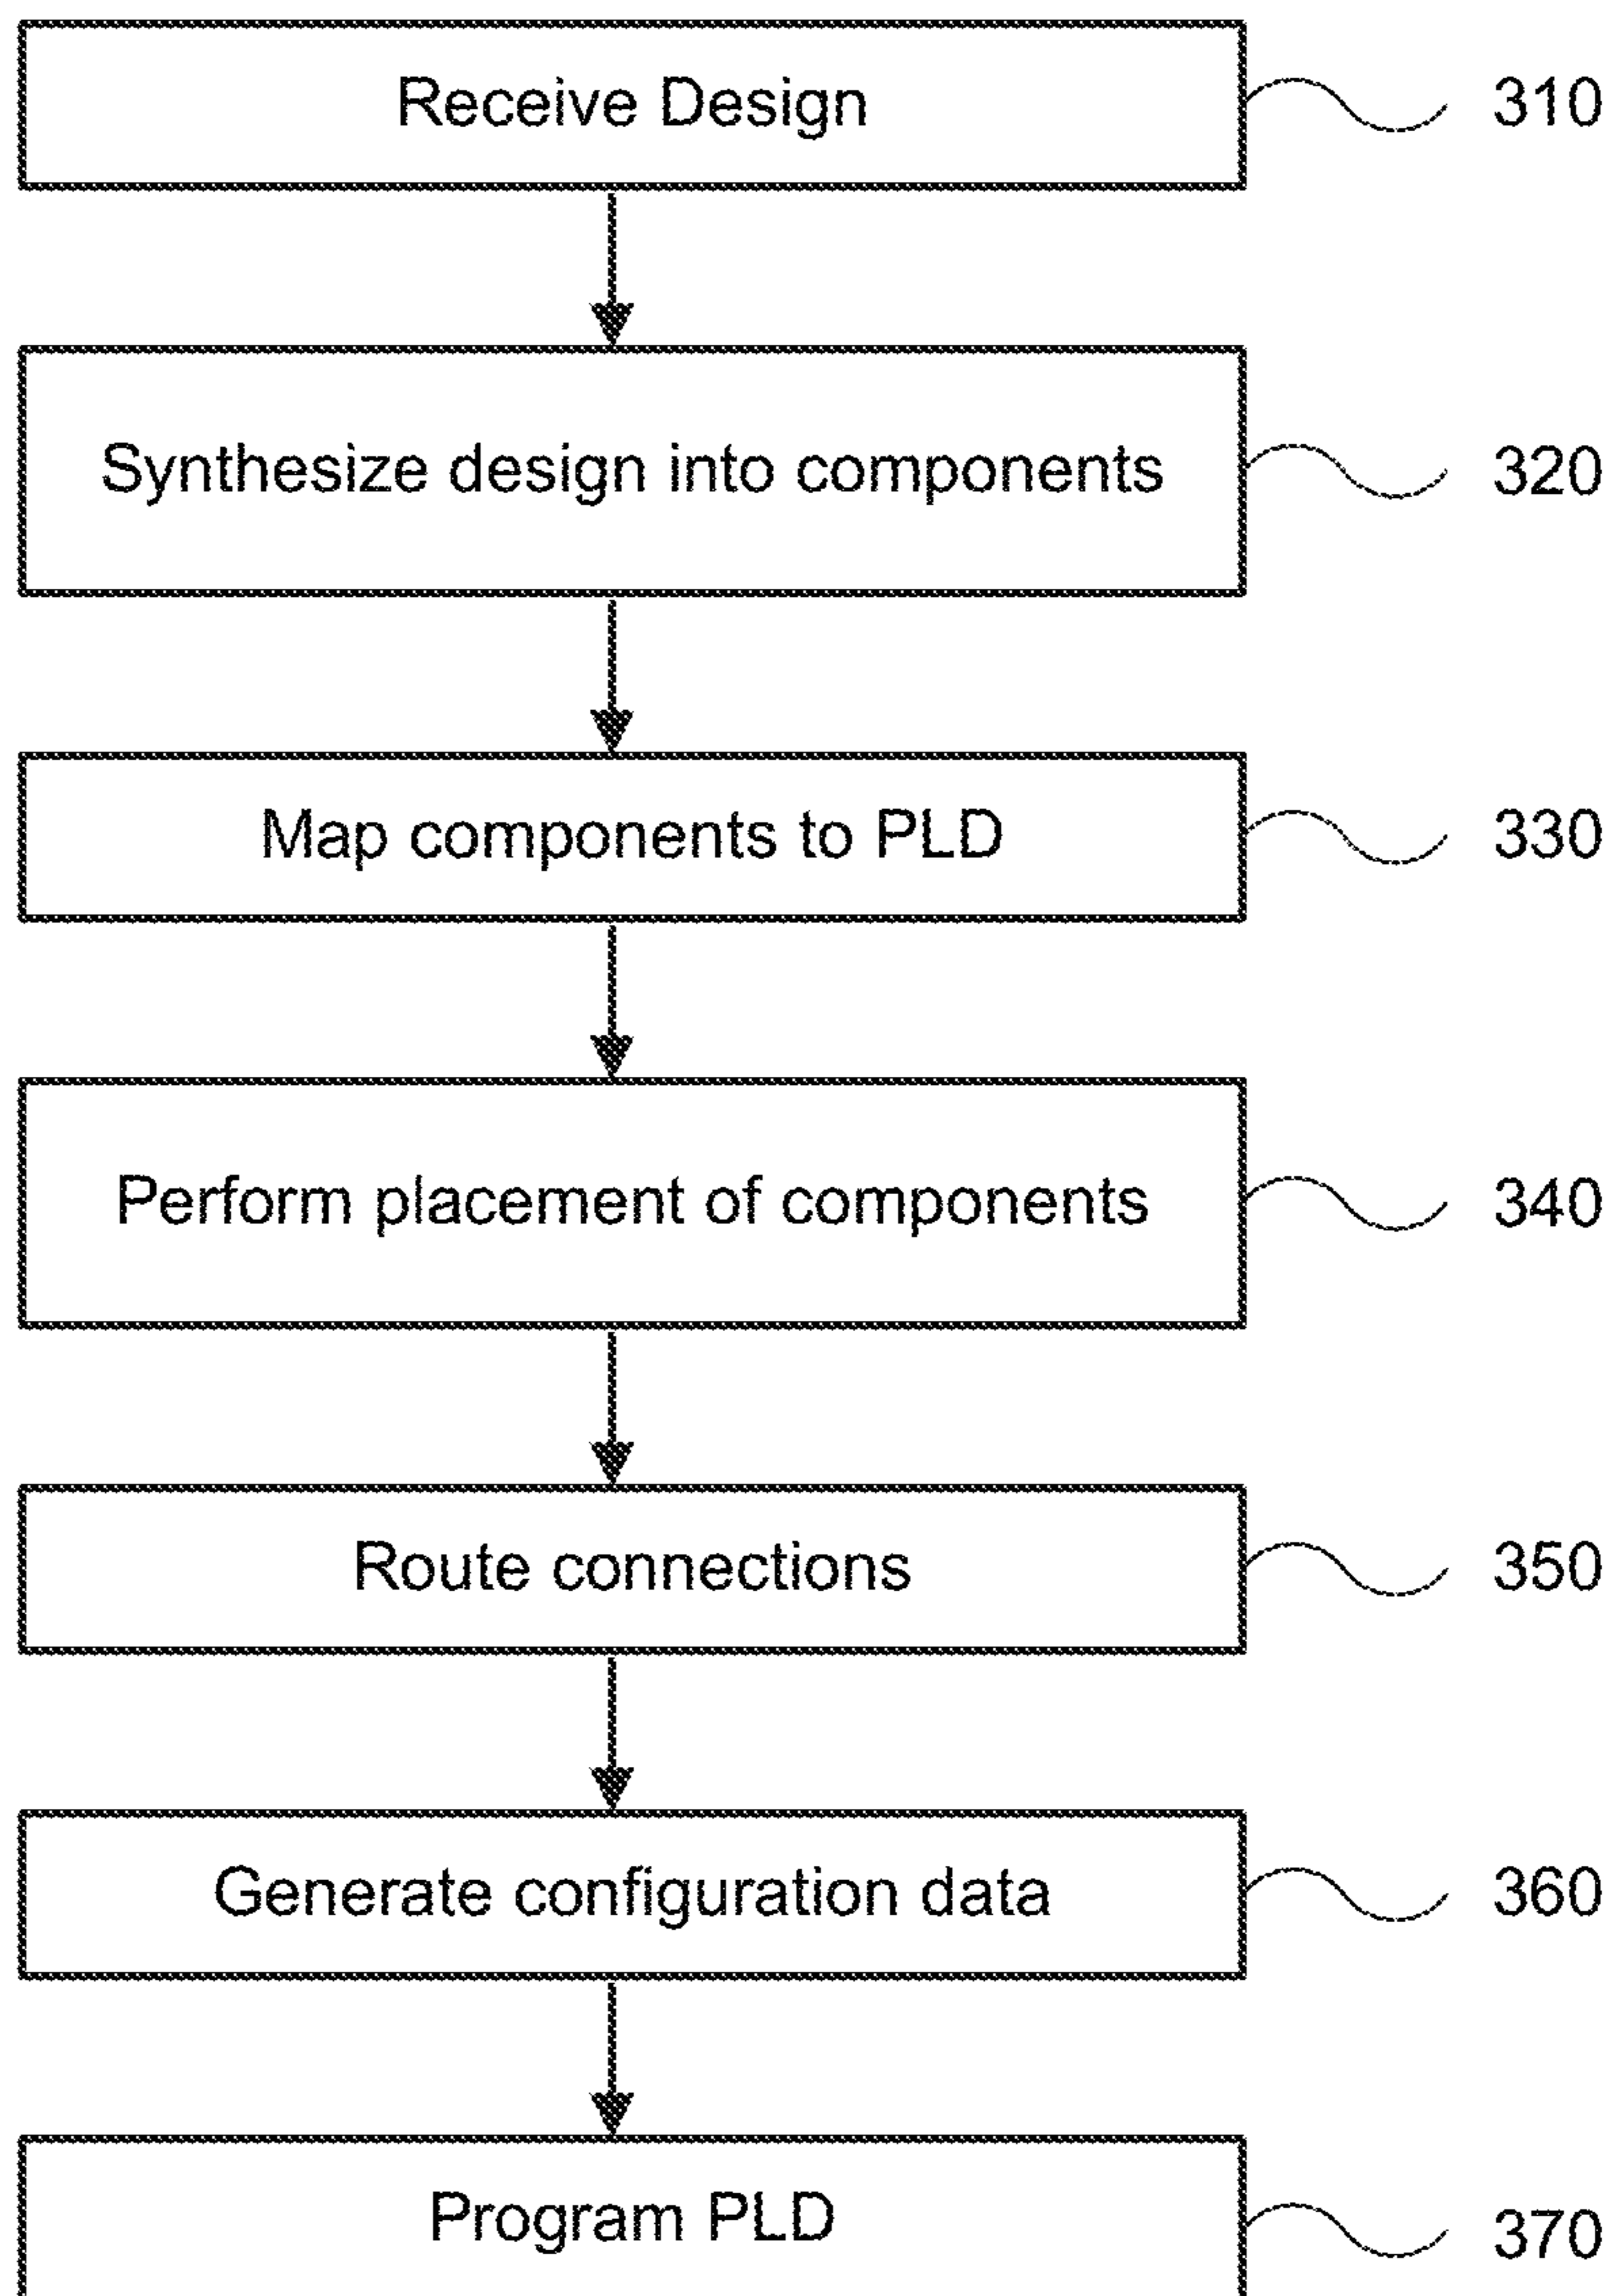 Receive Design 310
Synthesize design into components 320
Map components to PLD 330
Perform placement of components 340
Route connections 350
Generate configuration data 360
Program PLD 370